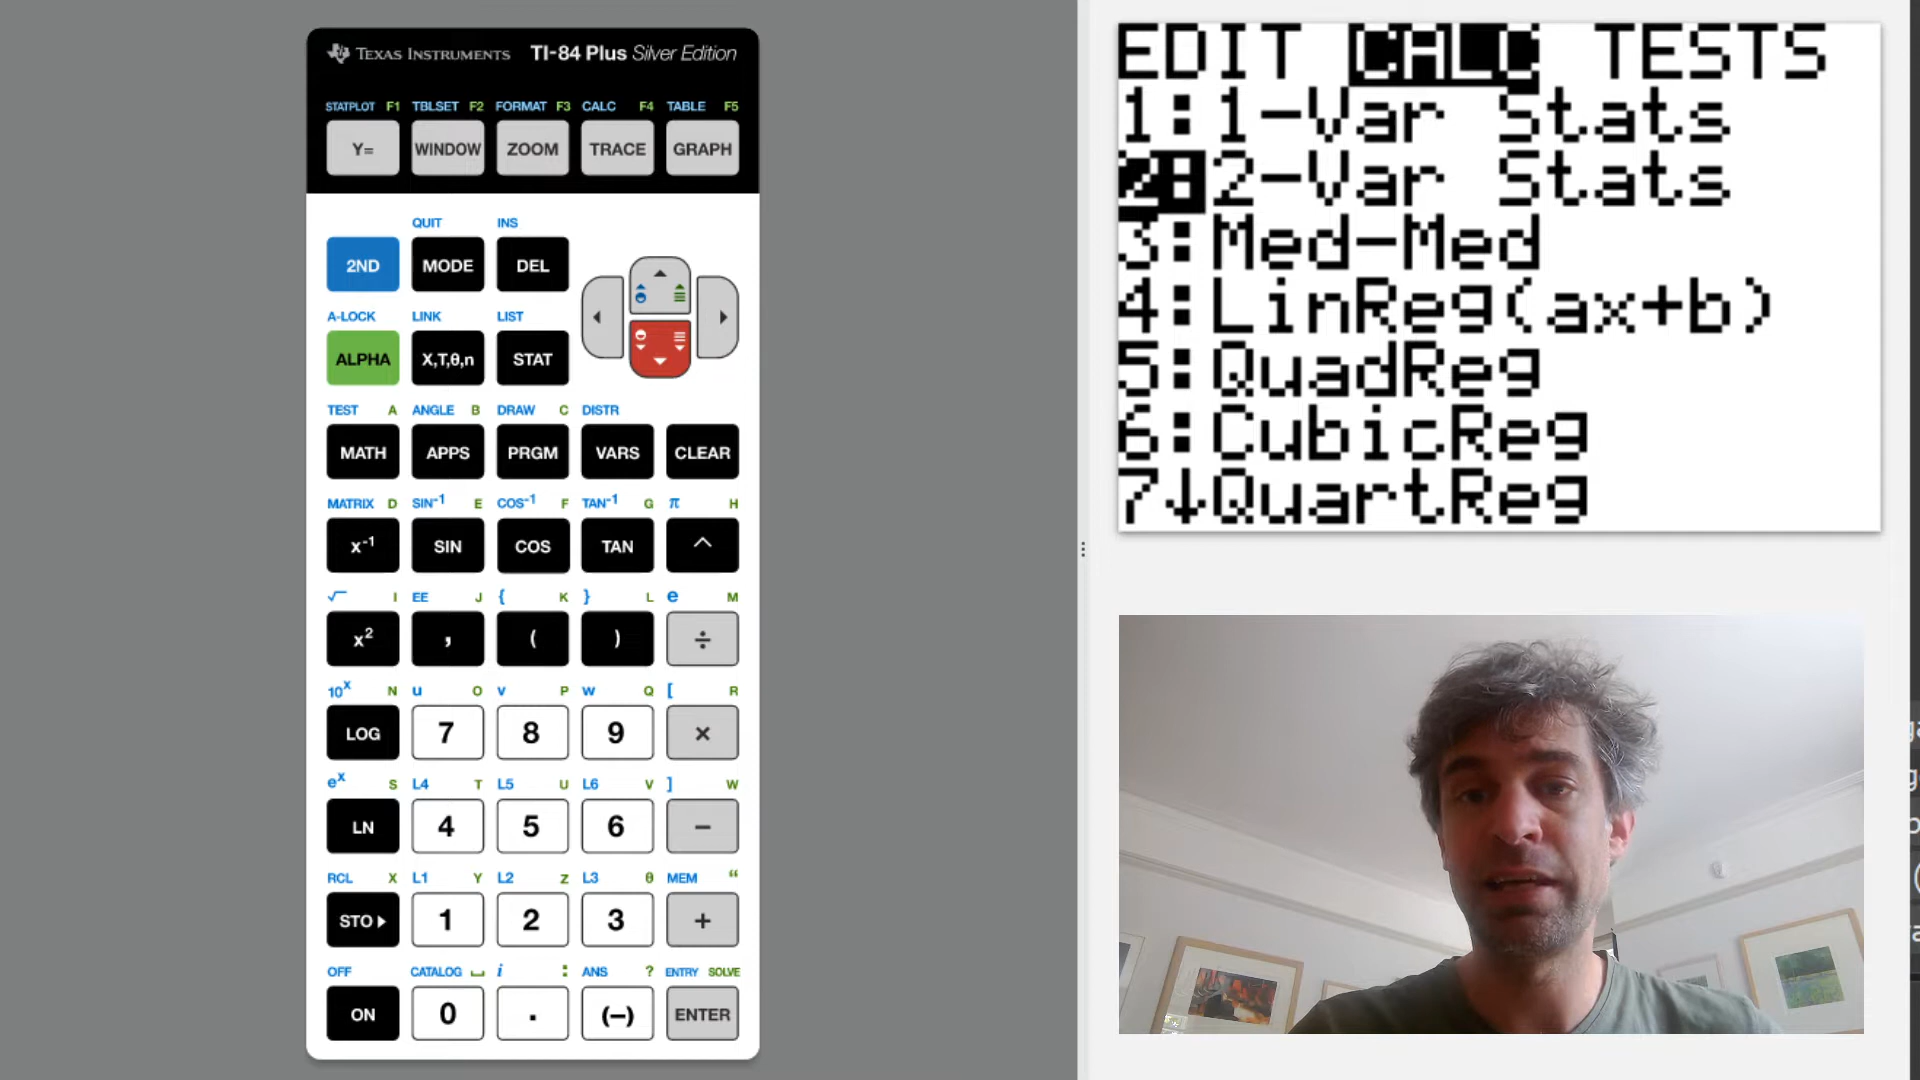 TEXAS INSTRUMENTS TI-84 Plus Silver Edition
STATPLOT F1 TBLSET F2 FORMAT F3 CALC F4 TABLE F5
Y= WINDOW ZOOM TRACE GRAPH
QUIT INS
2ND MODE DEL
A-LOCK LINK LIST
ALPHA X,T,θ,n STAT
TEST A ANGLE B DRAW C DISTR
MATH APPS PRGM VARS CLEAR
MATRIX D SIN⁻¹ E COS⁻¹ F TAN⁻¹ G π H
x⁻¹ SIN COS TAN ^
√ I EE J { K } L e M
x² , ( ) ÷
10ˣ N u O v P w Q [ R
LOG 7 8 9 ×
eˣ S L4 T L5 U L6 V ] W
LN 4 5 6 −
RCL X L1 Y L2 Z L3 θ MEM “
STO▸ 1 2 3 +
OFF CATALOG ⎵ i : ANS ? ENTRY SOLVE
ON 0 . (−) ENTER
EDIT CALC TESTS
1:1-Var Stats
2:2-Var Stats
3:Med-Med
4:LinReg(ax+b)
5:QuadReg
6:CubicReg
7↓QuartReg